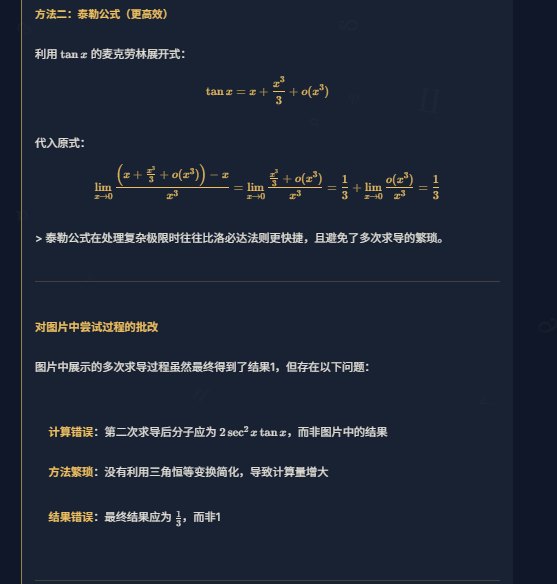 方法二：泰勒公式（更高效）
利用 tan x 的麦克劳林展开式：
tan x = x + x³/3 + o(x³)
代入原式：
lim_{x→0} ((x + x³/3 + o(x³)) − x)/x³ = lim_{x→0} (x³/3 + o(x³))/x³ = 1/3 + lim_{x→0} o(x³)/x³ = 1/3
> 泰勒公式在处理复杂极限时往往比洛必达法则更快捷，且避免了多次求导的繁琐。
对图片中尝试过程的批改
图片中展示的多次求导过程虽然最终得到了结果1，但存在以下问题：
计算错误：第二次求导后分子应为 2 sec² x tan x，而非图片中的结果
方法繁琐：没有利用三角恒等变换简化，导致计算量增大
结果错误：最终结果应为 1/3，而非1